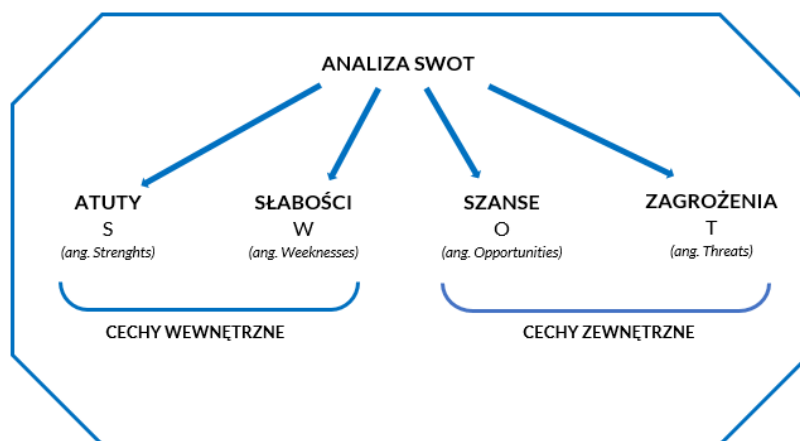 ANALIZA SWOT
ATUTY
S
(ang. Strenghts)
SŁABOŚCI
W
(ang. Weeknesses)
SZANSE
O
(ang. Opportunities)
ZAGROŻENIA
T
(ang. Threats)
CECHY WEWNĘTRZNE
CECHY ZEWNĘTRZNE